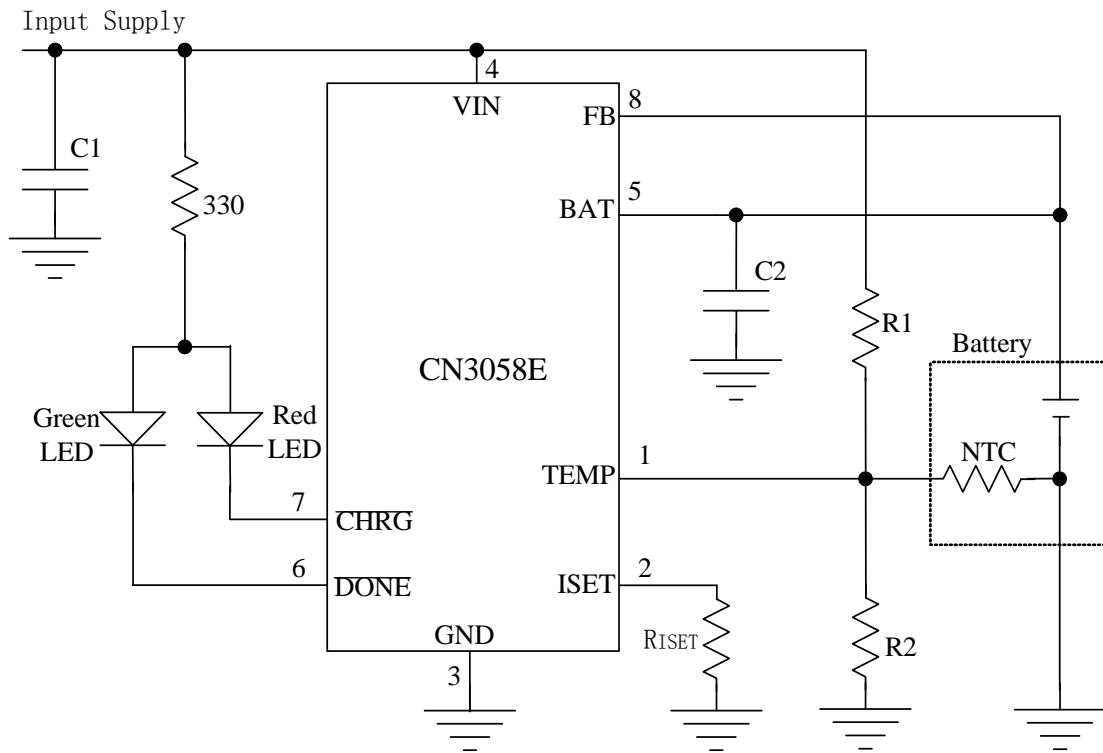 Input Supply
4
VIN
8
FB
C1
330
5
BAT
C2
R1
CN3058E
Battery
Green
LED
Red
LED
NTC
1
TEMP
7
CHRG
6
DONE
2
ISET
GND
RISET
R2
3